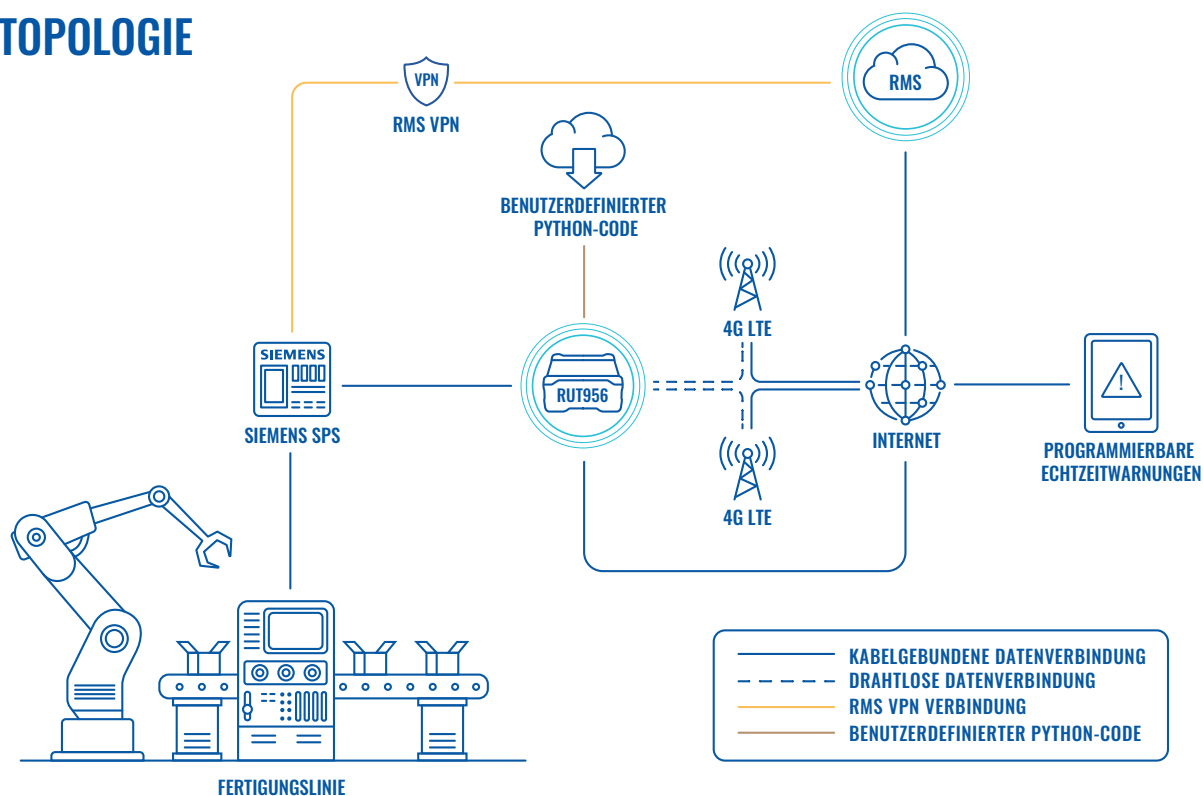 TOPOLOGIE
VPN
RMS VPN
RMS
BENUTZERDEFINIERTER
PYTHON-CODE
4G LTE
SIEMENS
SIEMENS SPS
RUT956
INTERNET
4G LTE
PROGRAMMIERBARE
ECHTZEITWARNUNGEN
!
FERTIGUNGSLINIE
KABELGEBUNDENE DATENVERBINDUNG
DRAHTLOSE DATENVERBINDUNG
RMS VPN VERBINDUNG
BENUTZERDEFINIERTER PYTHON-CODE